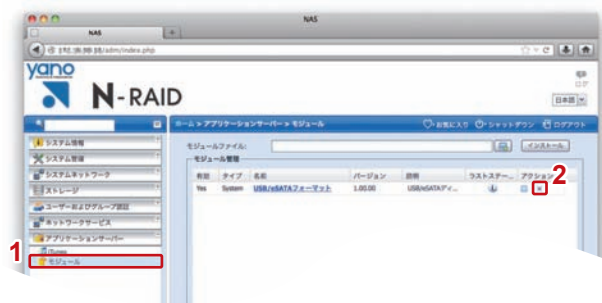 NAS
NAS
/adm/index.php
yano
N-RAID
日本語
ホーム > アプリケーションサーバー > モジュール
お気に入り
シャットダウン
ログアウト
システム情報
システム管理
システムネットワーク
ストレージ
ユーザーおよびグループ認証
ネットワークサービス
アプリケーションサーバー
iTunes
1
モジュール
モジュールファイル:
インストール
モジュール管理
有効 タイプ 名前 バージョン 説明 ラストステー... アクション
2
Yes System USB/eSATAフォーマット 1.00.00 USB/eSATAディ...